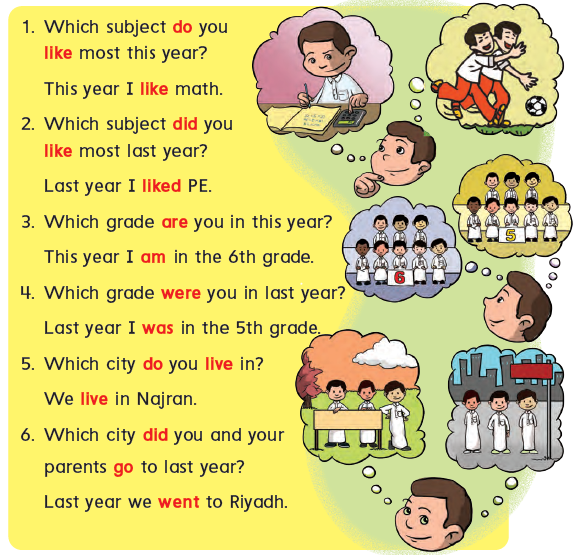 1. Which subject do you
like most this year?
This year I like math.
2. Which subject did you
like most last year?
Last year I liked PE.
3. Which grade are you in this year?
This year I am in the 6th grade.
4. Which grade were you in last year?
Last year I was in the 5th grade.
5. Which city do you live in?
We live in Najran.
6. Which city did you and your
parents go to last year?
Last year we went to Riyadh.
5
6